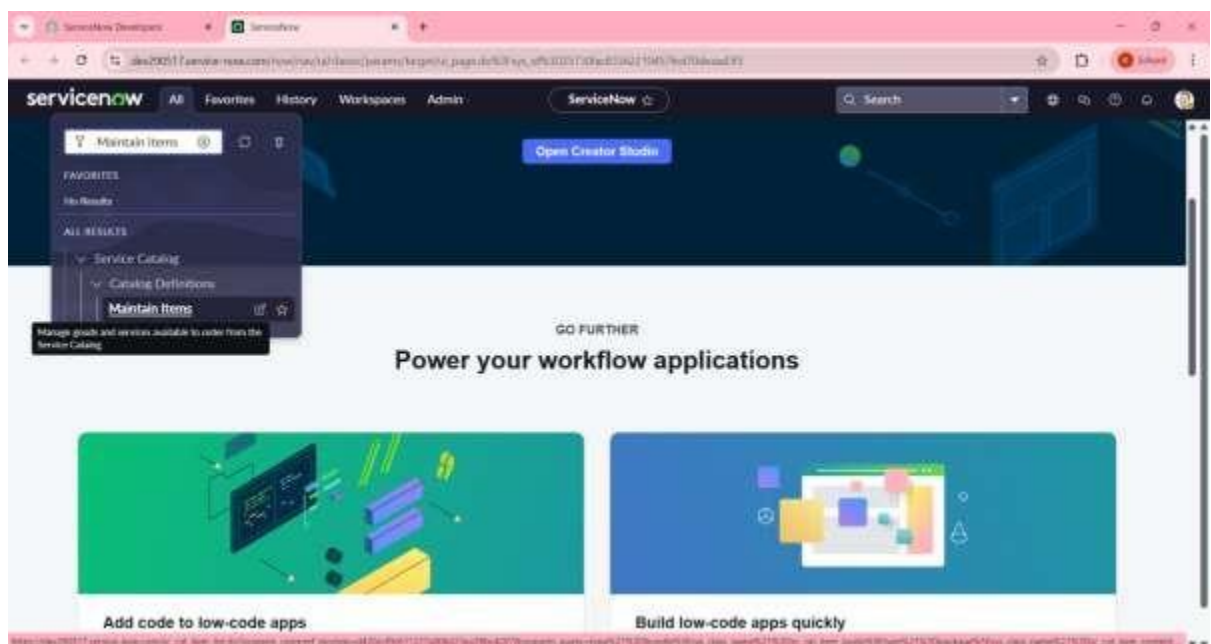 ServiceNow Developers
ServiceNow
servicenow All Favorites History Workspaces Admin
ServiceNow
Search
Maintain Items
FAVORITES
No Results
ALL RESULTS
Service Catalog
Catalog Definitions
Maintain Items
Manage goods and services available to order from the
Service Catalog
Open Creator Studio
GO FURTHER
Power your workflow applications
Add code to low-code apps
Build low-code apps quickly